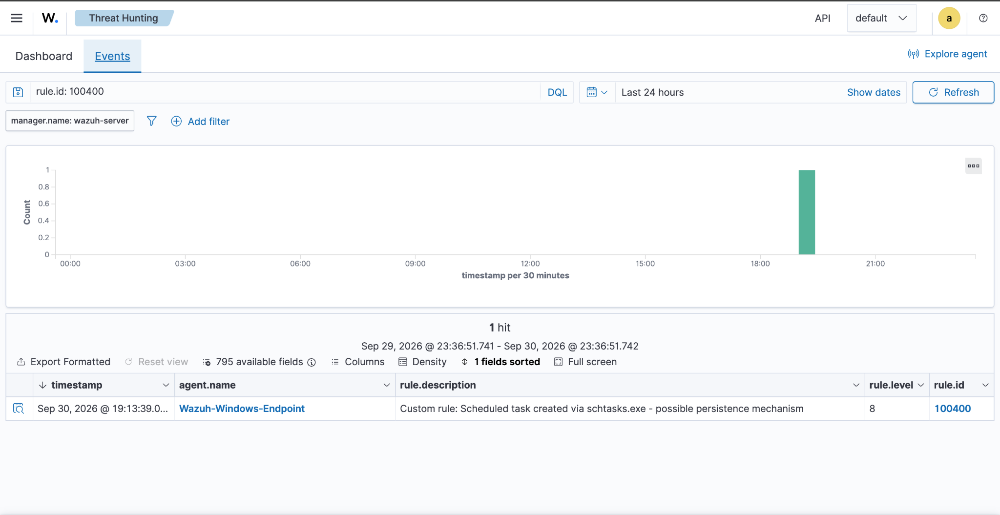 W. Threat Hunting API default a
Dashboard Events Explore agent
rule.id: 100400 DQL Last 24 hours Show dates Refresh
manager.name: wazuh-server Add filter
1
0.8
0.6
0.4
0.2
0
Count
00:00 03:00 06:00 09:00 12:00 15:00 18:00 21:00
timestamp per 30 minutes
1 hit
Sep 29, 2026 @ 23:36:51.741 - Sep 30, 2026 @ 23:36:51.742
Export Formatted Reset view 795 available fields Columns Density 1 fields sorted Full screen
timestamp agent.name rule.description rule.level rule.id
Sep 30, 2026 @ 19:13:39.0... Wazuh-Windows-Endpoint Custom rule: Scheduled task created via schtasks.exe - possible persistence mechanism 8 100400